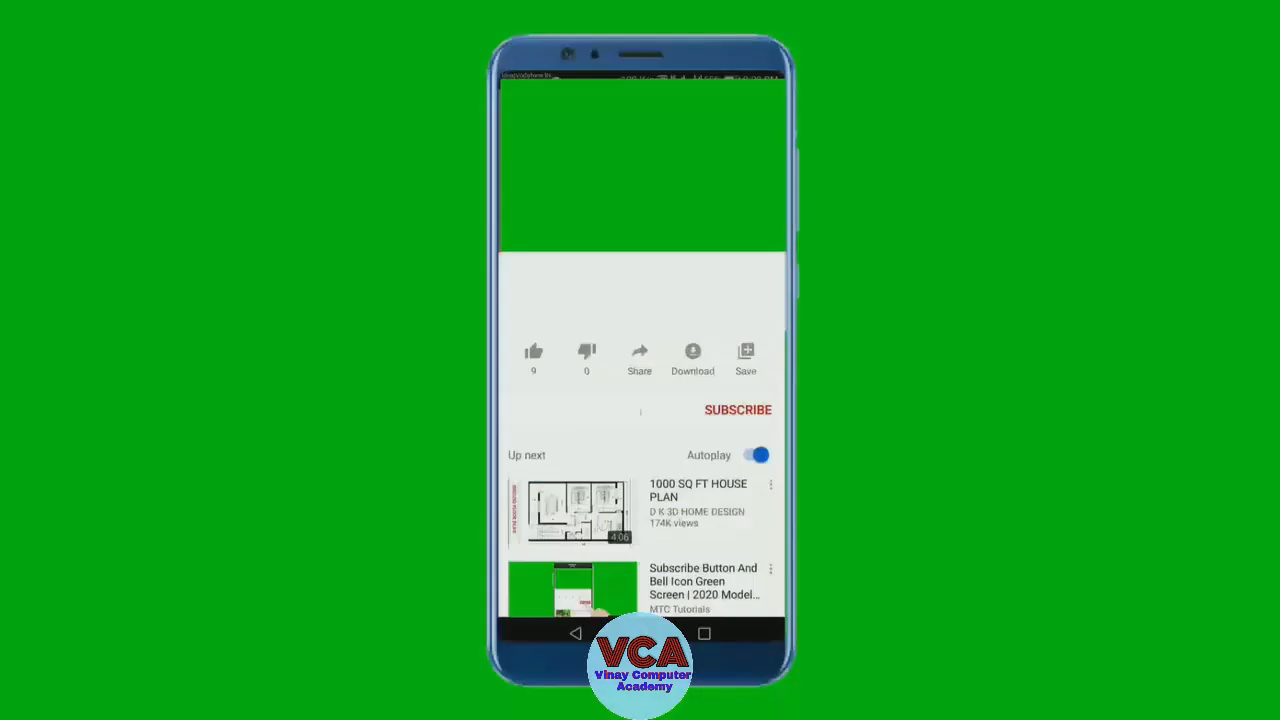 9
0
Share
Download
Save
SUBSCRIBE
Up next
Autoplay
1000 SQ FT HOUSE
PLAN
D K 3D HOME DESIGN
174K views
4:06
Subscribe Button And
Bell Icon Green
Screen | 2020 Model...
MTC Tutorials
VCA
Vinay Computer
Academy